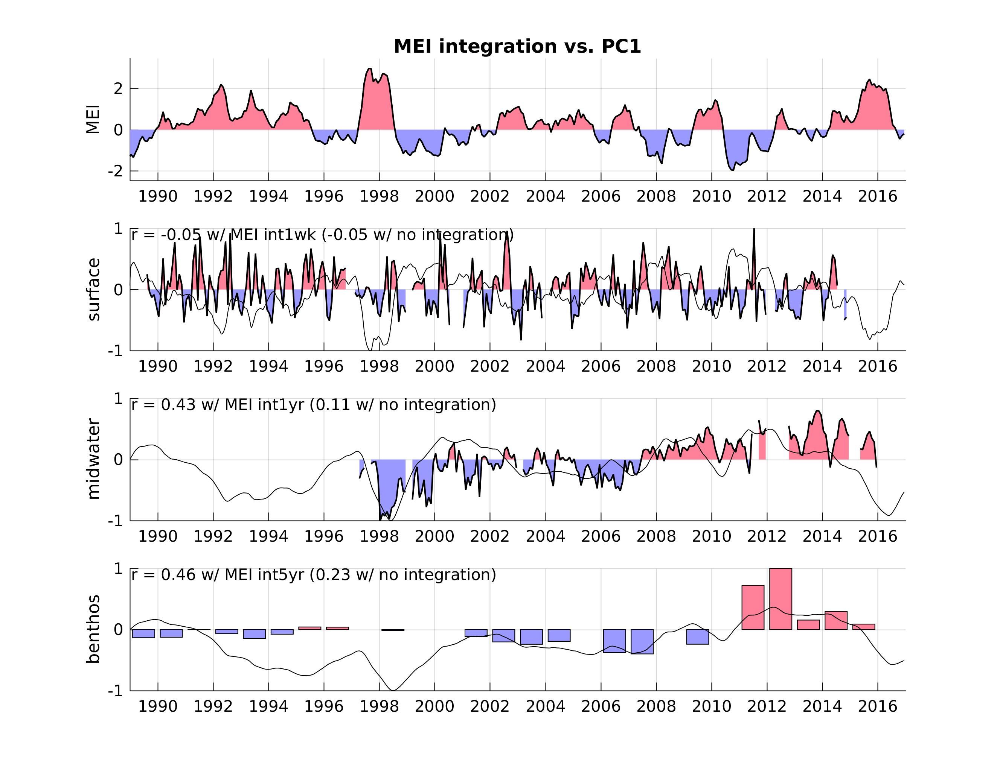 MEI integration vs. PC1
MEI
2
0
-2
1990 1992 1994 1996 1998 2000 2002 2004 2006 2008 2010 2012 2014 2016
surface
r = -0.05 w/ MEI int1wk (-0.05 w/ no integration)
1
0
-1
1990 1992 1994 1996 1998 2000 2002 2004 2006 2008 2010 2012 2014 2016
midwater
r = 0.43 w/ MEI int1yr (0.11 w/ no integration)
1
0
-1
1990 1992 1994 1996 1998 2000 2002 2004 2006 2008 2010 2012 2014 2016
benthos
r = 0.46 w/ MEI int5yr (0.23 w/ no integration)
1
0
-1
1990 1992 1994 1996 1998 2000 2002 2004 2006 2008 2010 2012 2014 2016